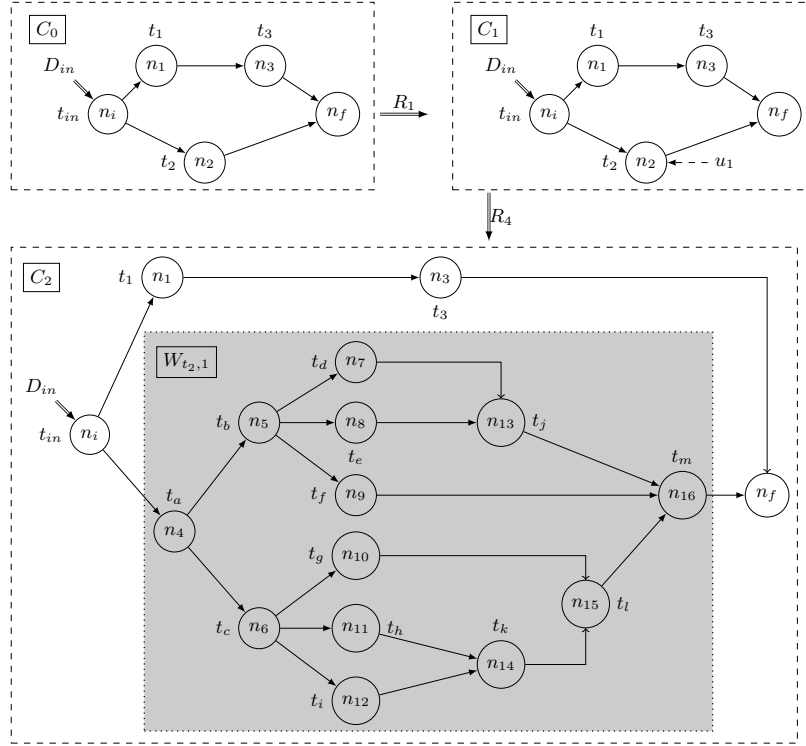 C0
t1
t3
Din
n1
n3
tin
ni
nf
t2
n2
R1
C1
t1
t3
Din
n1
n3
tin
ni
nf
t2
n2
u1
R4
C2
t1
n1
n3
t3
Wt2,1
td
n7
Din
tb
n5
n8
n13
tj
tin
ni
te
ta
tf
n9
tm
n16
nf
n4
tg
n10
n15
tl
tc
n6
n11
th
tk
n14
ti
n12